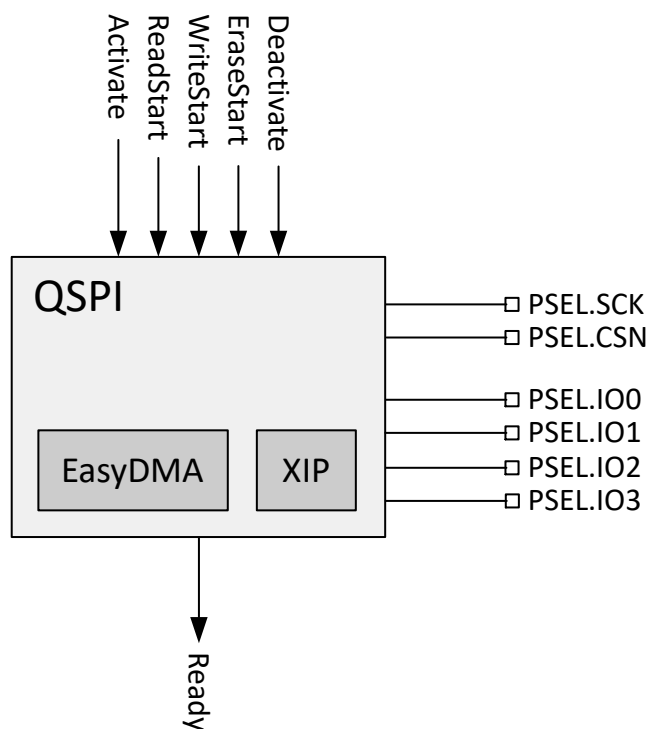 Activate
ReadStart
WriteStart
EraseStart
Deactivate
QSPI
PSEL.SCK
PSEL.CSN
PSEL.IO0
PSEL.IO1
PSEL.IO2
PSEL.IO3
EasyDMA
XIP
Ready